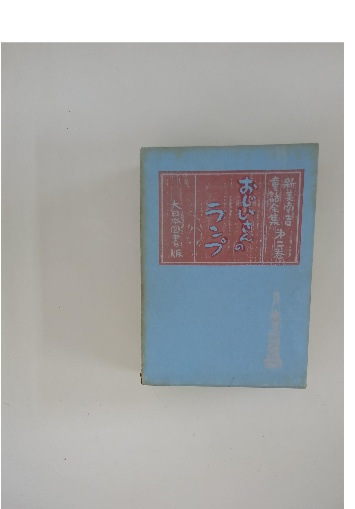 新美南吉
童話全集 第二巻
おじいさんの
ランプ
大日本図書版